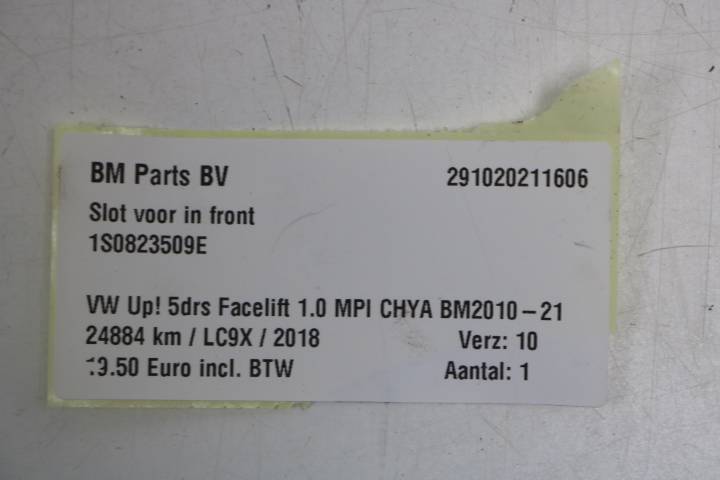 BM Parts BV 291020211606
Slot voor in front
1S0823509E
VW Up! 5drs Facelift 1.0 MPI CHYA BM2010-21
24884 km / LC9X / 2018 Verz: 10
Euro incl. BTW Aantal: 1